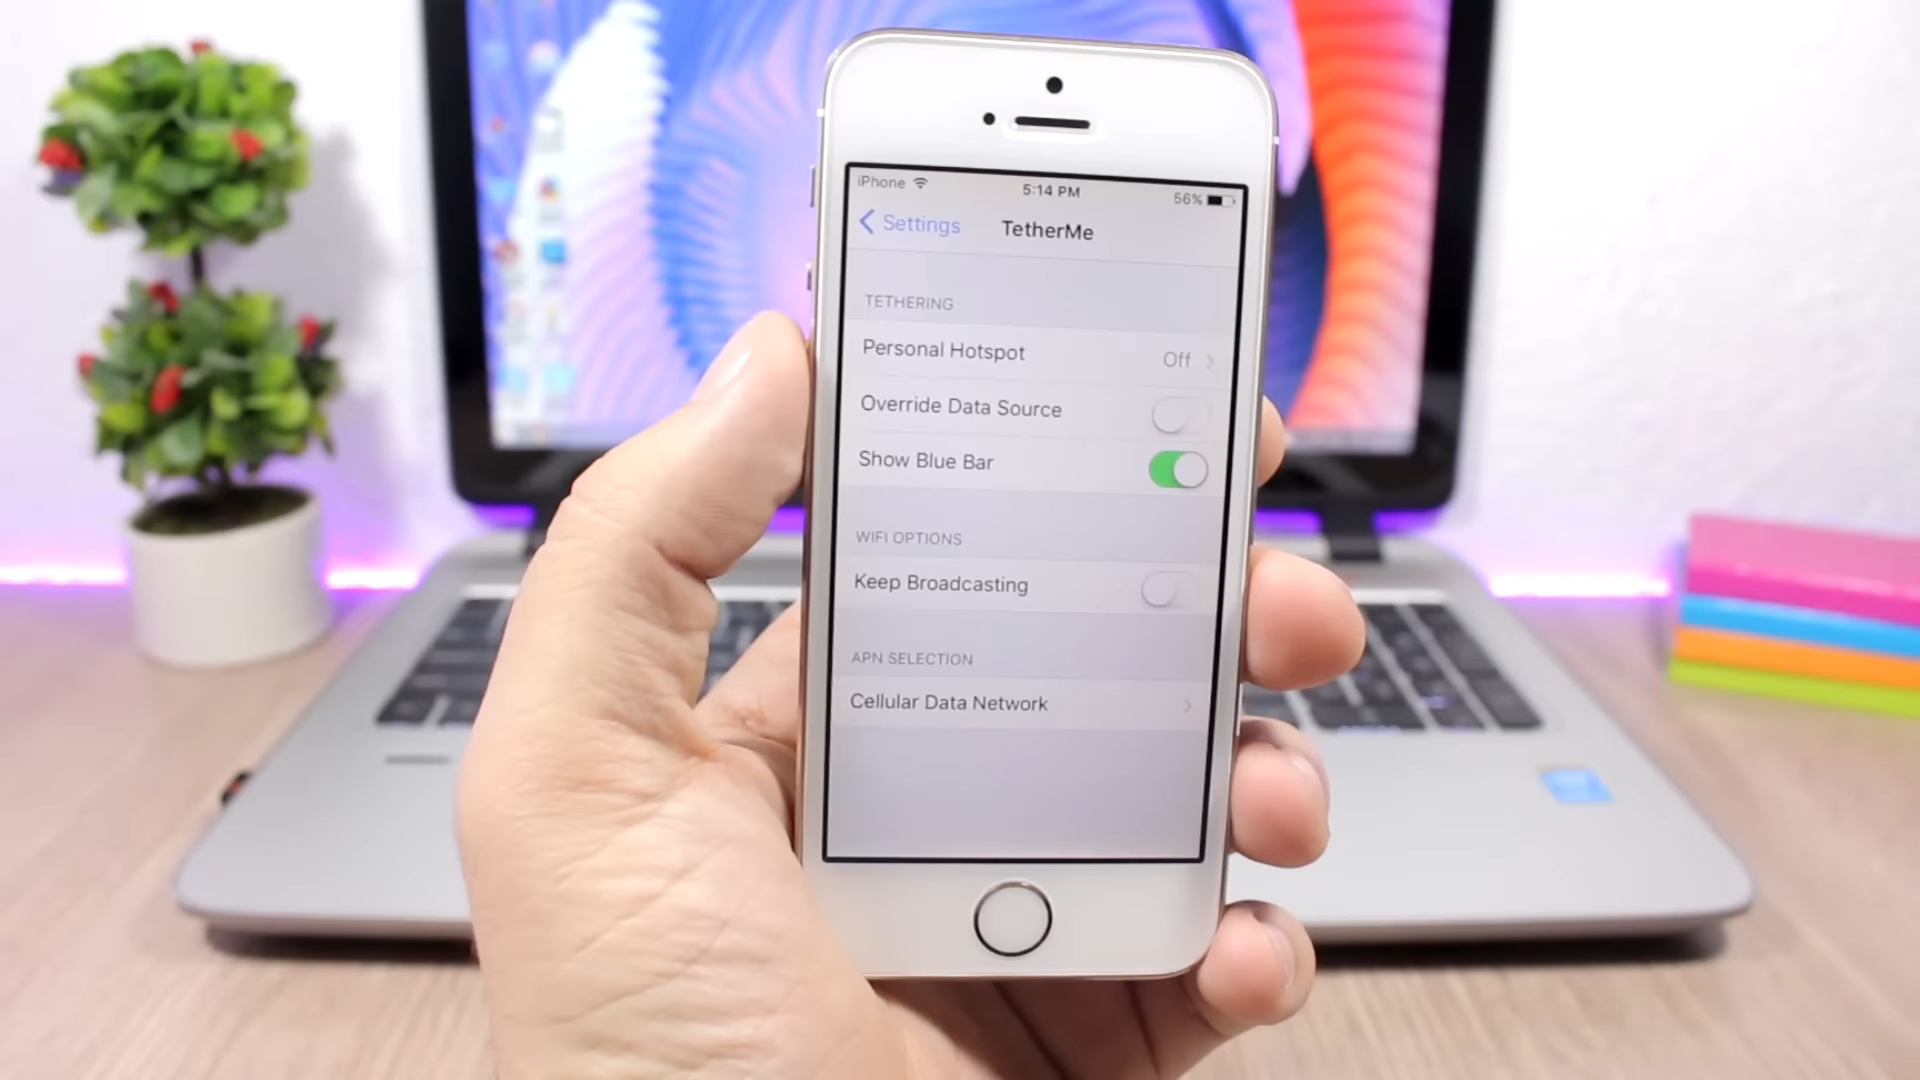 iPhone 5:14 PM 56%
Settings TetherMe
TETHERING
Personal Hotspot Off
Override Data Source
Show Blue Bar
WIFI OPTIONS
Keep Broadcasting
APN SELECTION
Cellular Data Network